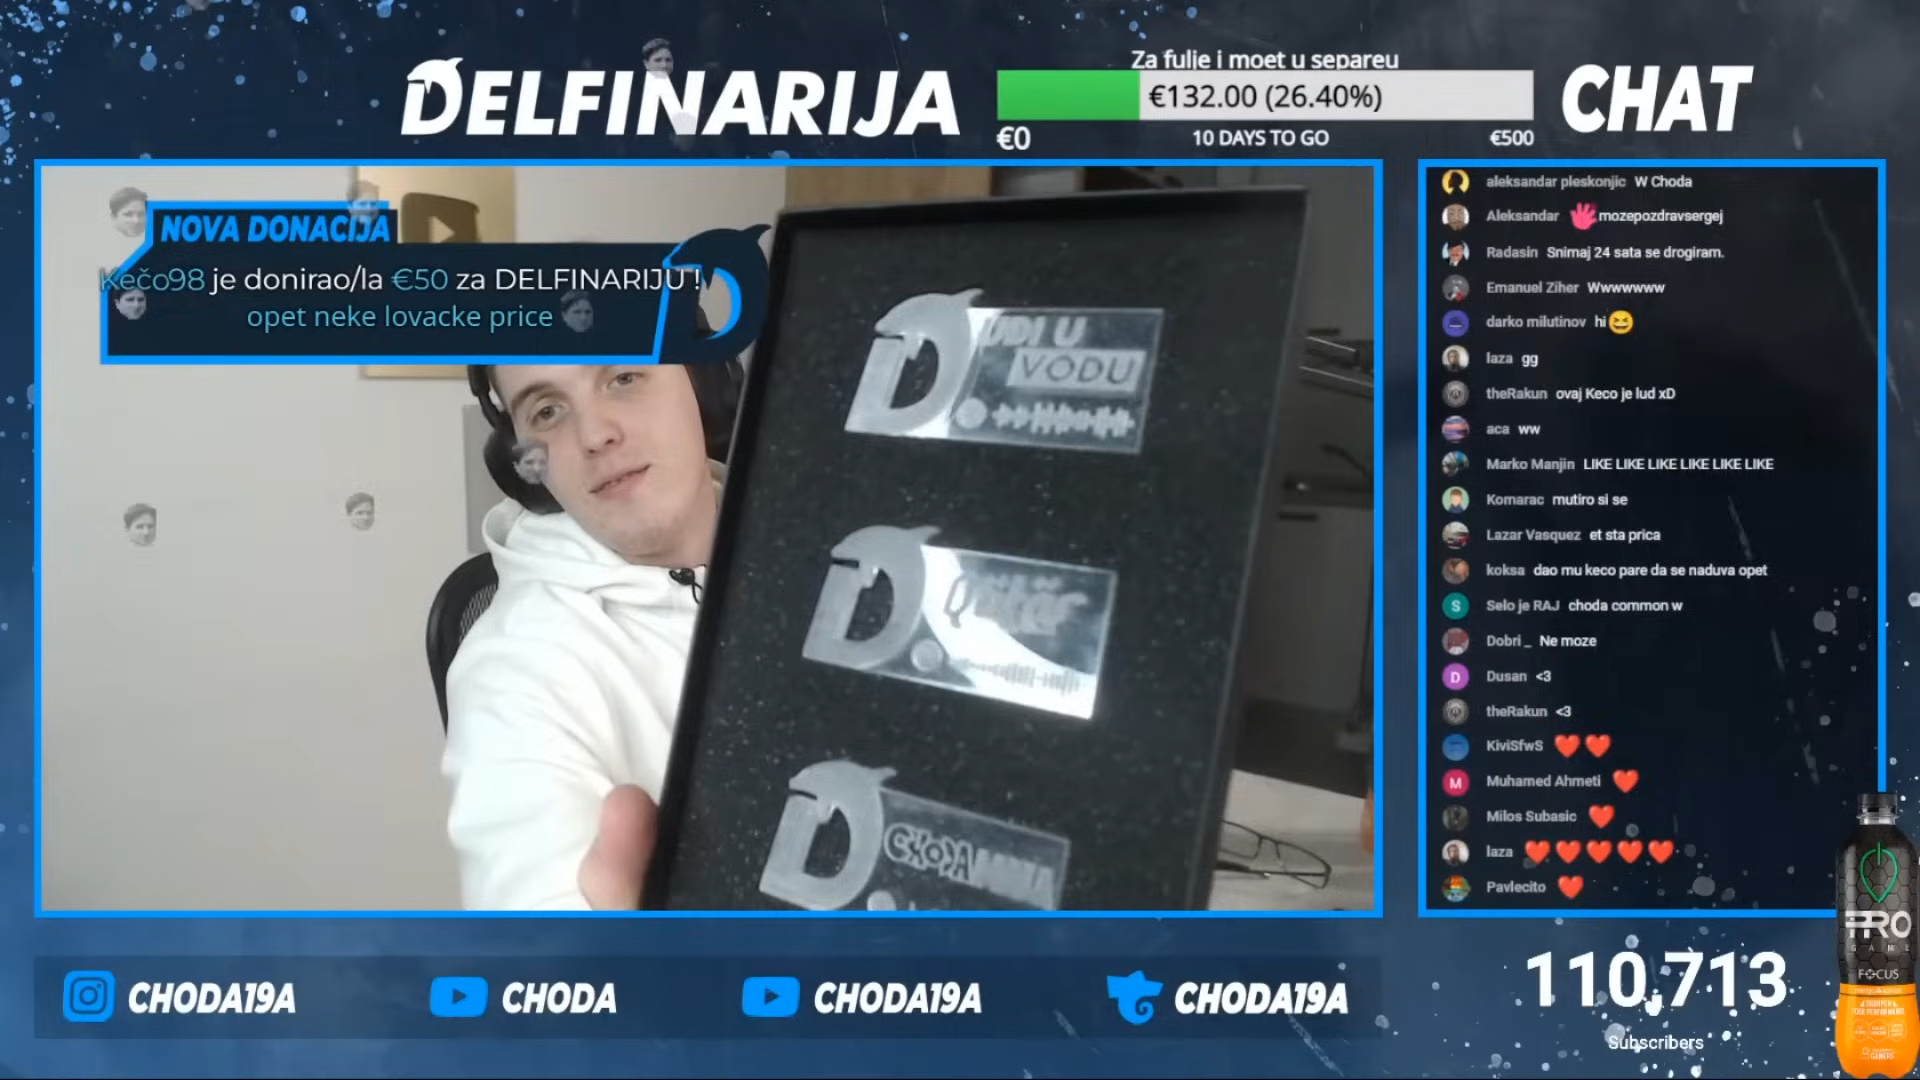 DELFINARIJA
Za fulje i moet u separeu
€132.00 (26.40%)
€0
10 DAYS TO GO
€500
CHAT
NOVA DONACIJA
Kečo98 je donirao/la €50 za DELFINARIJU !
opet neke lovacke price
UĐI U
VODU
CHODA
aleksandar pleskonjic W Choda
Aleksandar mozepozdravsergej
Radasin Snimaj 24 sata se drogiram.
Emanuel Ziher Wwwwwww
darko milutinov hi😆
laza gg
theRakun ovaj Keco je lud xD
aca ww
Marko Manjin LIKE LIKE LIKE LIKE LIKE LIKE
Komarac mutiro si se
Lazar Vasquez et sta prica
koksa dao mu keco pare da se naduva opet
S Selo je RAJ choda common w
Dobri _ Ne moze
D Dusan <3
theRakun <3
KiviSfwS ❤️❤️
M Muhamed Ahmeti ❤️
Milos Subasic ❤️
laza ❤️❤️❤️❤️❤️
Pavlecito ❤️
CHODA19A
CHODA
CHODA19A
CHODA19A
110,713
Subscribers
PRO
GAME
FOCUS